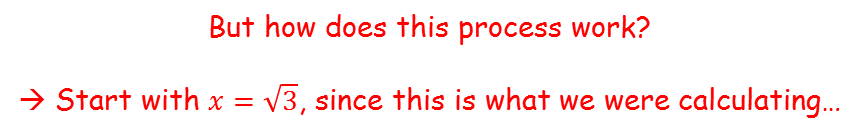 But how does this process work?
→ Start with x = √3, since this is what we were calculating...